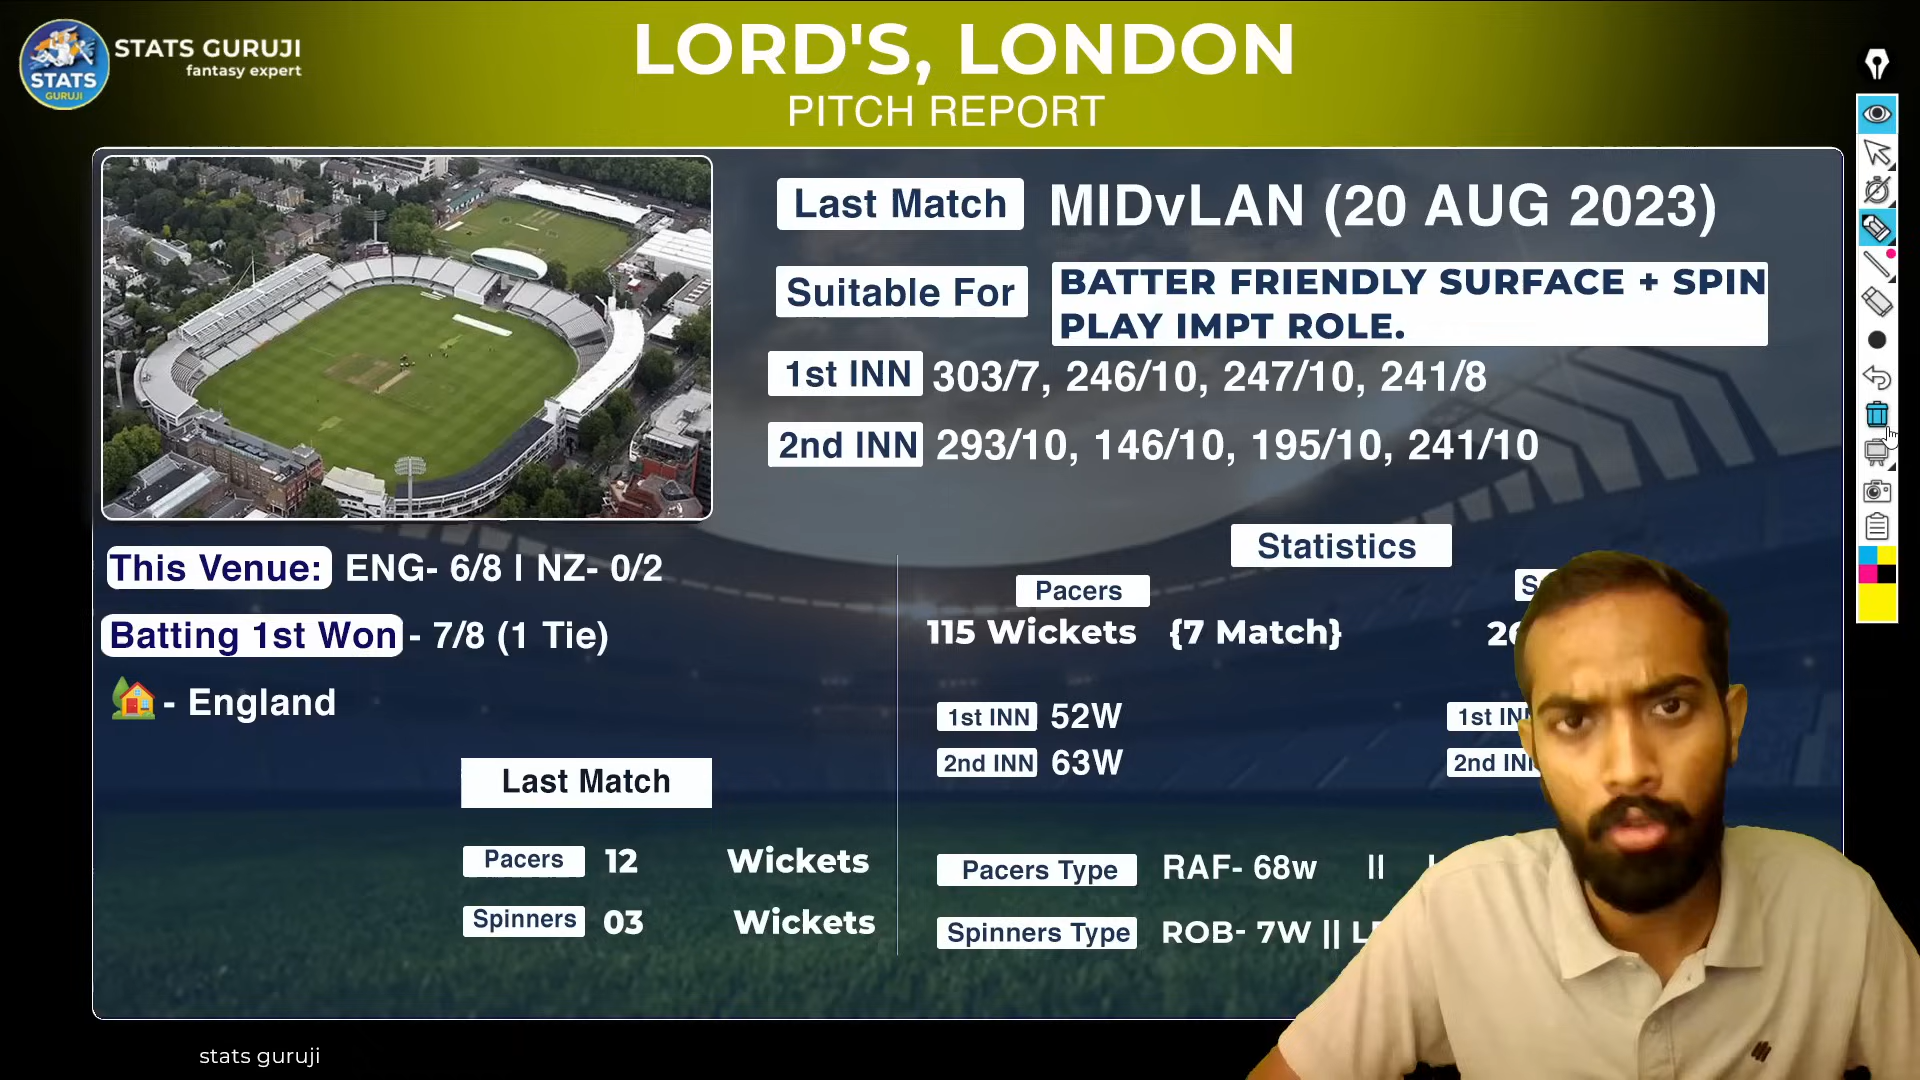 STATS GURUJI
fantasy expert
STATS
GURUJI
LORD'S, LONDON
PITCH REPORT
Last Match MIDvLAN (20 AUG 2023)
Suitable For BATTER FRIENDLY SURFACE + SPIN
PLAY IMPT ROLE.
1st INN 303/7, 246/10, 247/10, 241/8
2nd INN 293/10, 146/10, 195/10, 241/10
This Venue: ENG- 6/8 | NZ- 0/2
Batting 1st Won - 7/8 (1 Tie)
- England
Last Match
Pacers 12 Wickets
Spinners 03 Wickets
Statistics
Pacers
115 Wickets {7 Match}
1st INN 52W
2nd INN 63W
1st
2nd
Pacers Type RAF- 68w ||
Spinners Type ROB- 7W ||
stats guruji